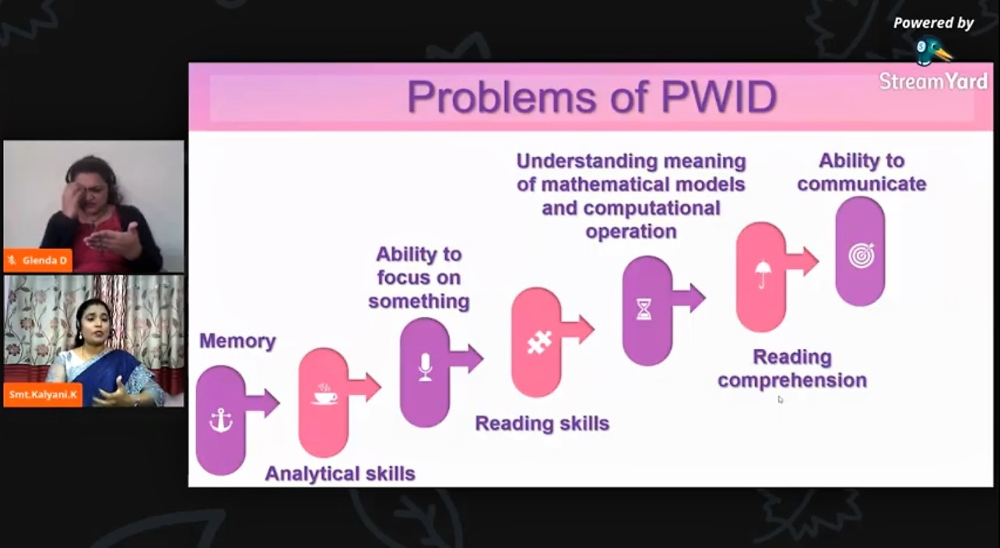 Powered by
StreamYard
Problems of PWID
Understanding meaning
of mathematical models
and computational
operation
Ability to
communicate
Ability to
focus on
something
Glenda D
Memory
Reading
comprehension
Smt.Kalyani.K
Reading skills
Analytical skills